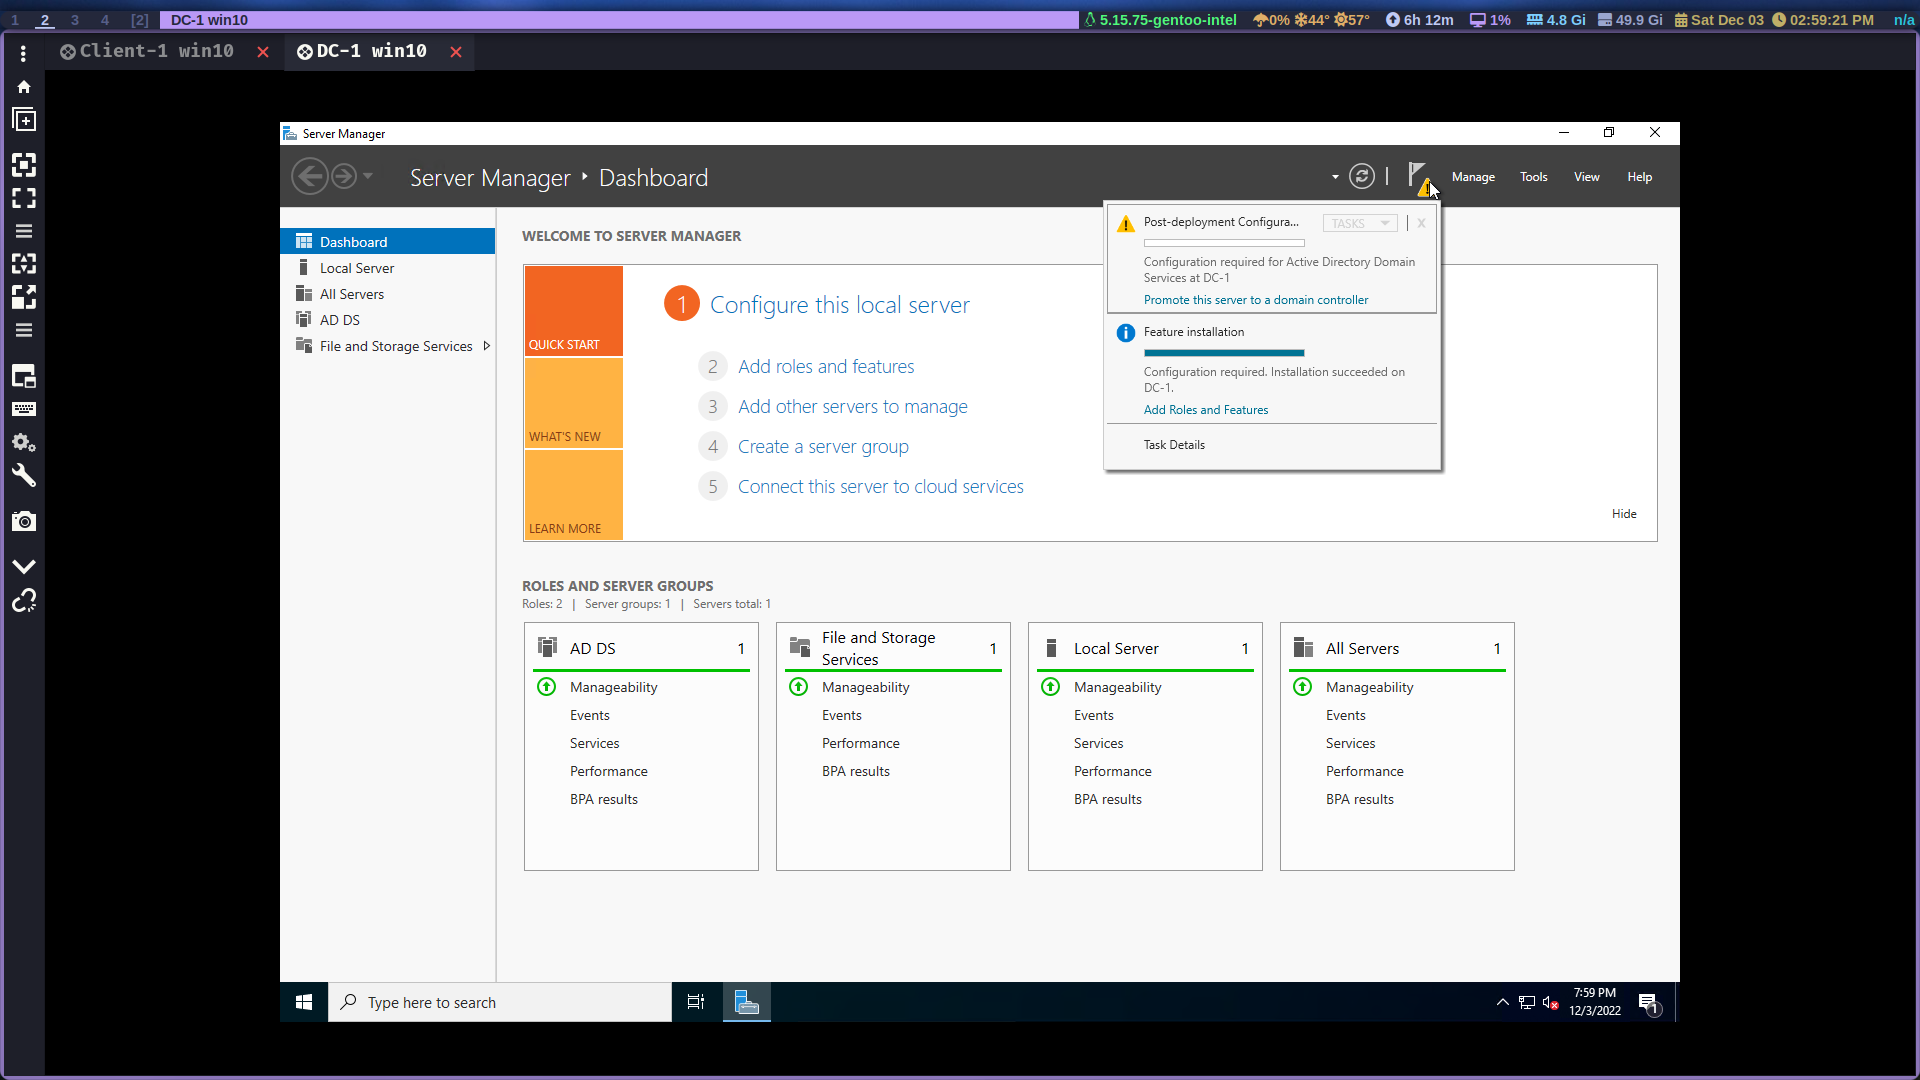 1 2 3 4 [2] DC-1 win10 5.15.75-gentoo-intel 0% 44° 57° 6h 12m 1% 4.8 Gi 49.9 Gi Sat Dec 03 02:59:21 PM n/a
Client-1 win10 DC-1 win10
Server Manager
Server Manager Dashboard
Manage Tools View Help
Dashboard
Local Server
All Servers
AD DS
File and Storage Services
WELCOME TO SERVER MANAGER
QUICK START
WHAT'S NEW
LEARN MORE
1 Configure this local server
2 Add roles and features
3 Add other servers to manage
4 Create a server group
5 Connect this server to cloud services
Hide
Post-deployment Configura... TASKS X
Configuration required for Active Directory Domain
Services at DC-1
Promote this server to a domain controller
Feature installation
Configuration required. Installation succeeded on
DC-1.
Add Roles and Features
Task Details
ROLES AND SERVER GROUPS
Roles: 2 | Server groups: 1 | Servers total: 1
AD DS 1
Manageability
Events
Services
Performance
BPA results
File and Storage
Services 1
Manageability
Events
Performance
BPA results
Local Server 1
Manageability
Events
Services
Performance
BPA results
All Servers 1
Manageability
Events
Services
Performance
BPA results
Type here to search
7:59 PM
12/3/2022
1